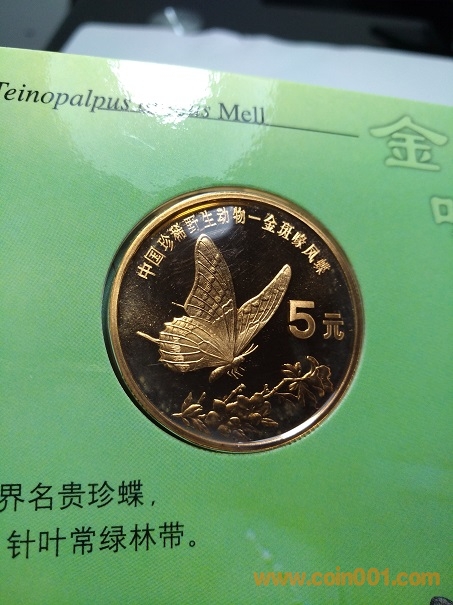 Teinopalpus aureus Mell
金
中国珍稀野生动物—金斑喙凤蝶
5元
界名贵珍蝶，
针叶常绿林带。
www.coin001.com